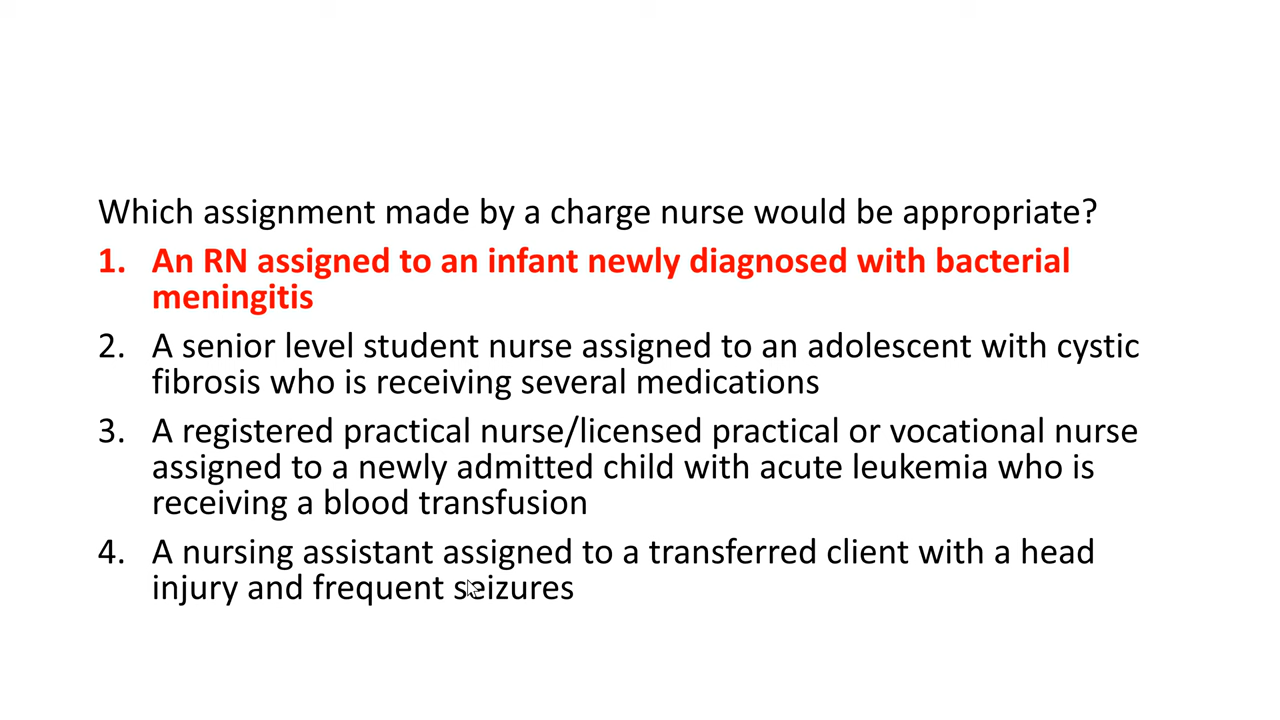 Which assignment made by a charge nurse would be appropriate?
1. An RN assigned to an infant newly diagnosed with bacterial
meningitis
2. A senior level student nurse assigned to an adolescent with cystic
fibrosis who is receiving several medications
3. A registered practical nurse/licensed practical or vocational nurse
assigned to a newly admitted child with acute leukemia who is
receiving a blood transfusion
4. A nursing assistant assigned to a transferred client with a head
injury and frequent seizures